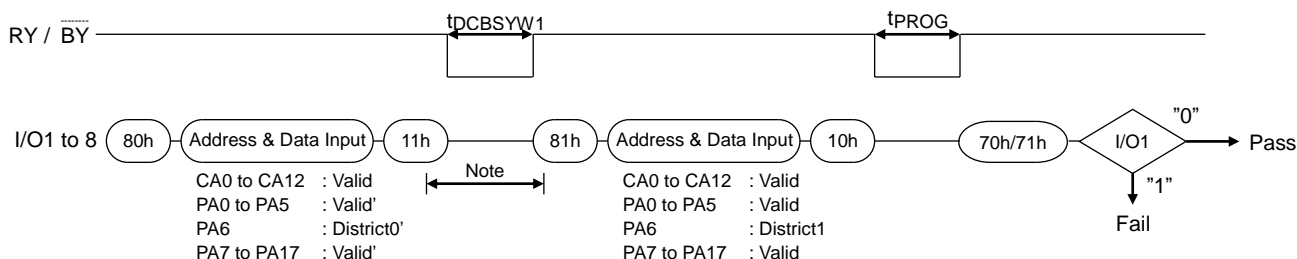 tDCBSYW1
tPROG
RY / BY
I/O1 to 8
80h
Address & Data Input
11h
81h
Address & Data Input
10h
70h/71h
I/O1
"0"
Pass
Note
"1"
Fail
CA0 to CA12 : Valid
PA0 to PA5 : Valid'
PA6 : District0'
PA7 to PA17 : Valid'
CA0 to CA12 : Valid
PA0 to PA5 : Valid
PA6 : District1
PA7 to PA17 : Valid